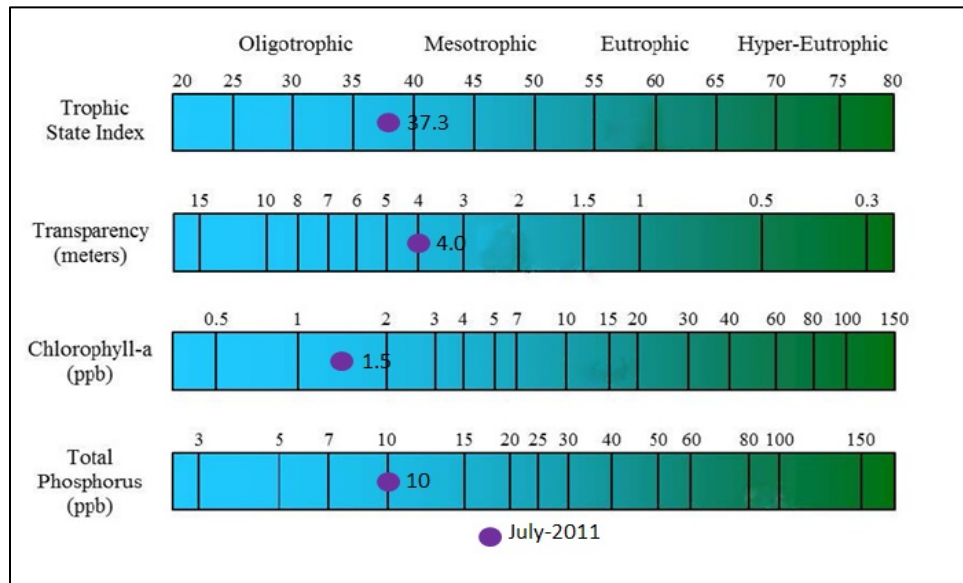 Oligotrophic Mesotrophic Eutrophic Hyper-Eutrophic
20 25 30 35 40 45 50 55 60 65 70 75 80
Trophic
State Index
37.3
15 10 8 7 6 5 4 3 2 1.5 1 0.5 0.3
Transparency
(meters)
4.0
0.5 1 2 3 4 5 7 10 15 20 30 40 60 80 100 150
Chlorophyll-a
(ppb)
1.5
3 5 7 10 15 20 25 30 40 50 60 80 100 150
Total
Phosphorus
(ppb)
10
July-2011